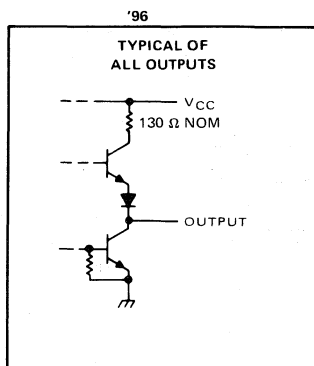 '96
TYPICAL OF
ALL OUTPUTS
VCC
130 Ω NOM
OUTPUT